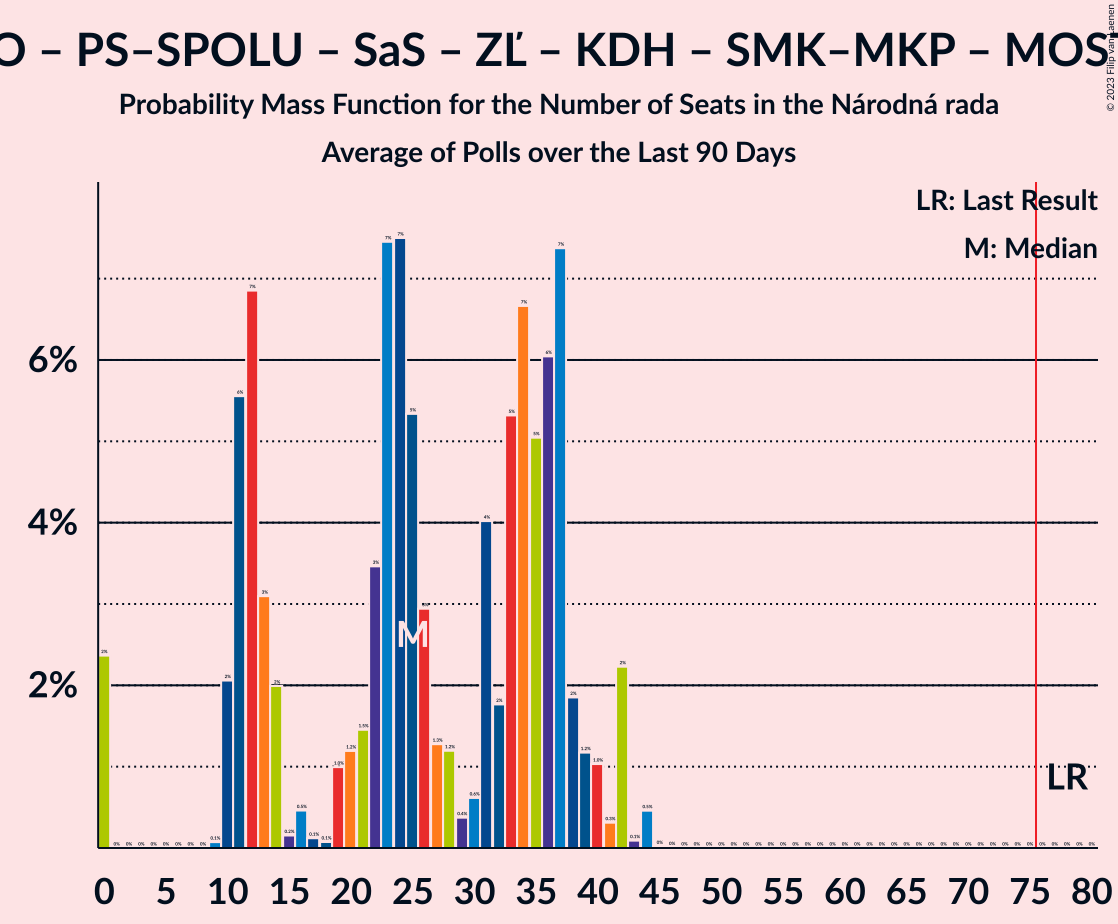 O – PS–SPOLU – SaS – ZĽ – KDH – SMK–MKP – MOS
© 2023 Filip van Laenen
Probability Mass Function for the Number of Seats in the Národná rada
Average of Polls over the Last 90 Days
LR: Last Result
M: Median
6%
4%
2%
M
LR
0 5 10 15 20 25 30 35 40 45 50 55 60 65 70 75 80